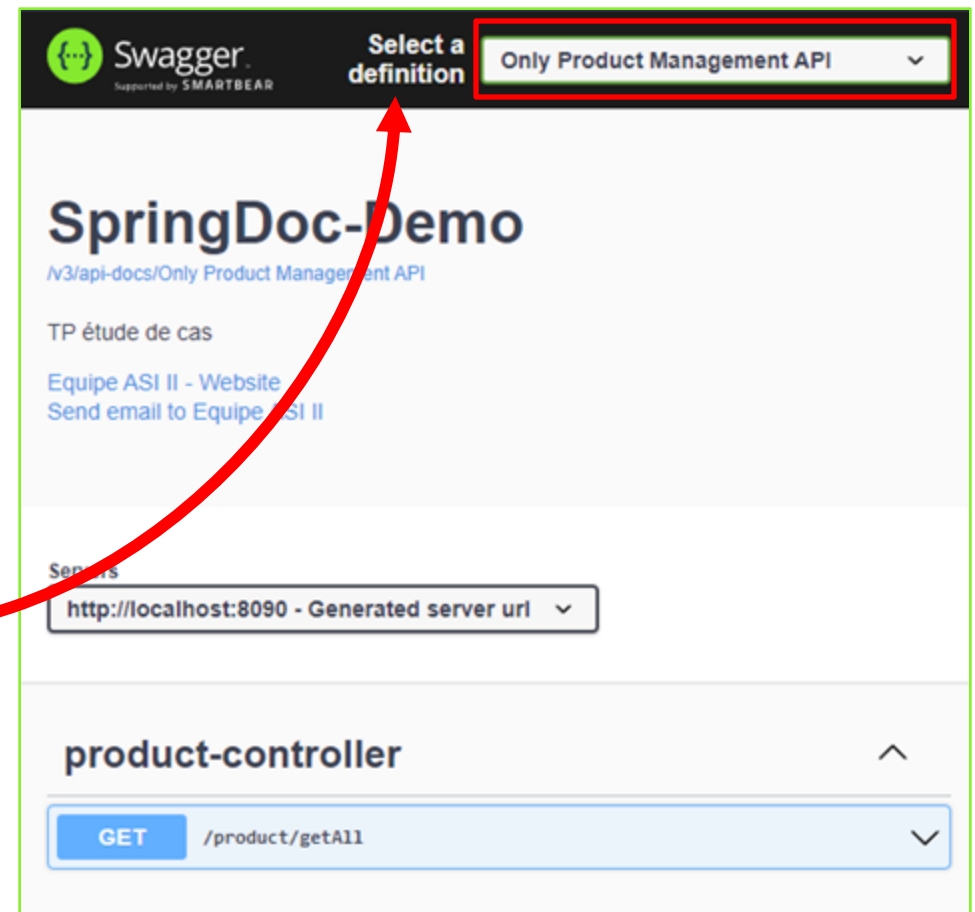 Swagger.
Supported by SMARTBEAR
Select a
definition
Only Product Management API
SpringDoc-Demo
/v3/api-docs/Only Product Management API
TP étude de cas
Equipe ASI II - Website
Send email to Equipe ASI II
Servers
http://localhost:8090 - Generated server url
product-controller
GET /product/getAll